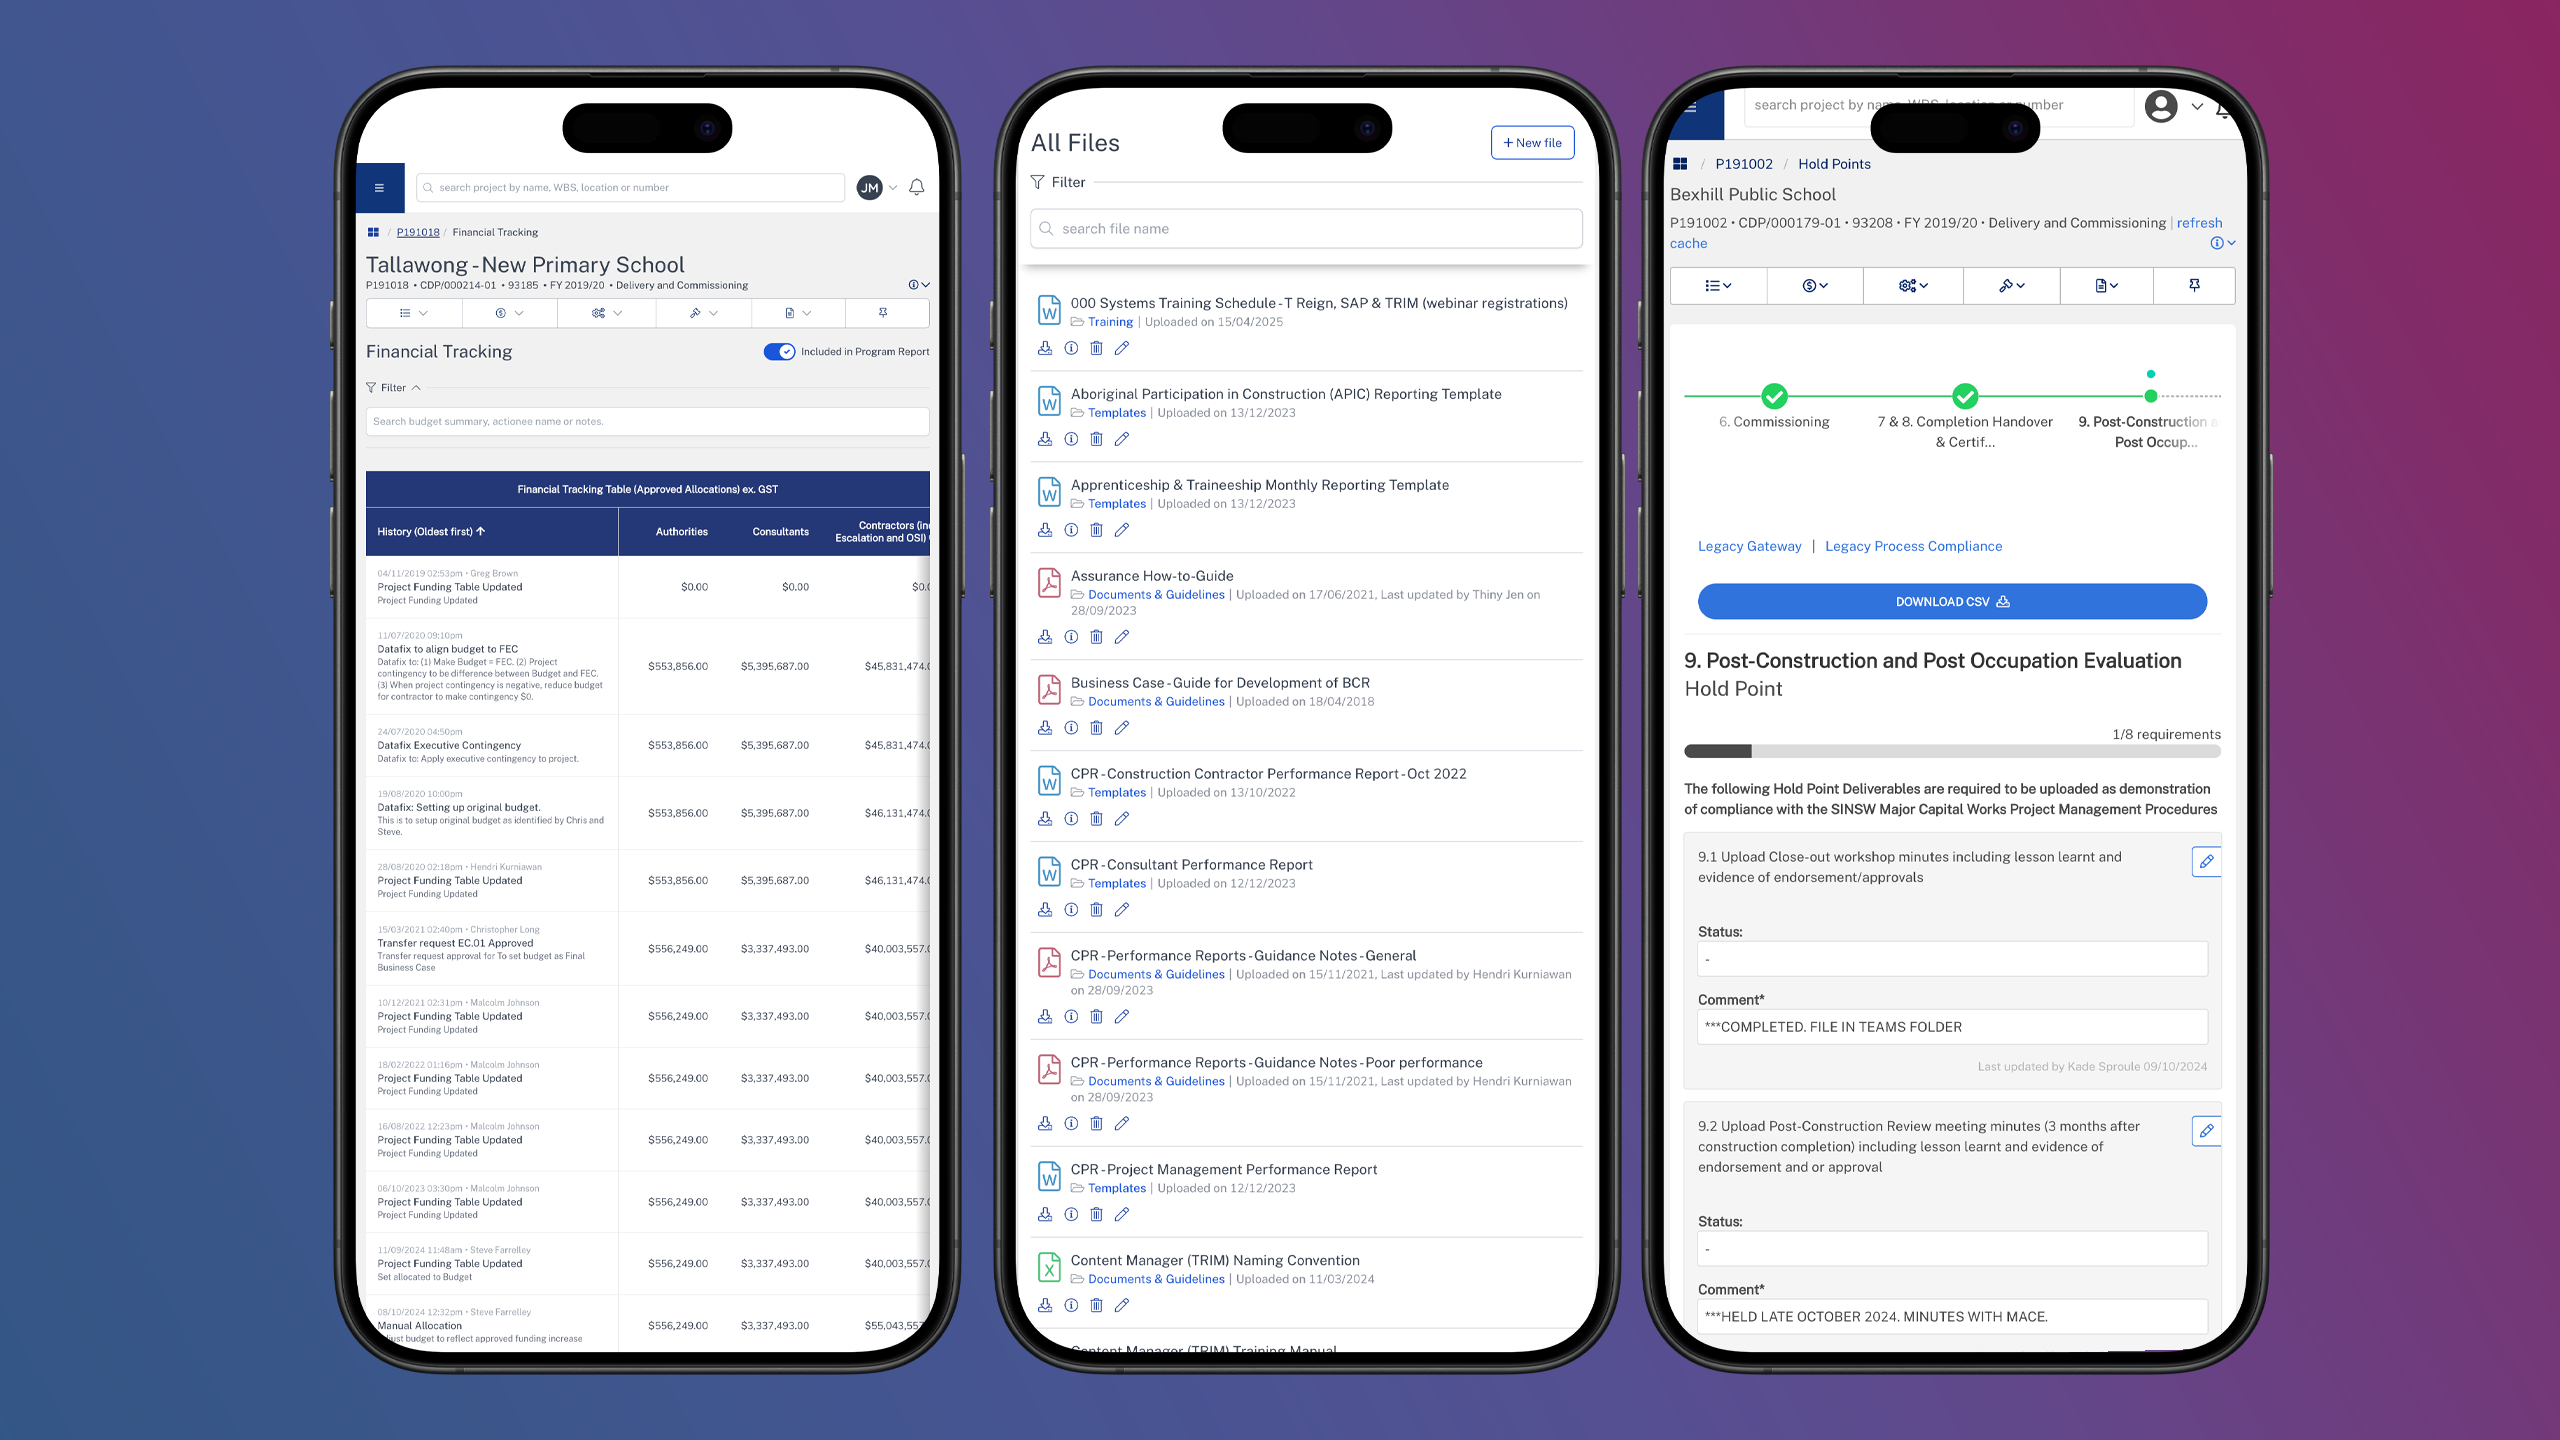 search project by name, WBS, location or number
JM
/ P191018 / Financial Tracking
Tallawong - New Primary School
P191018 • CDP/000214-01 • 93185 • FY 2019/20 • Delivery and Commissioning
Financial Tracking
Included in Program Report
Filter
Search budget summary, actionee name or notes.
Financial Tracking Table (Approved Allocations) ex. GST
History (Oldest first)
Authorities
Consultants
Contractors (in
Escalation and OSI)
04/11/2019 02:53pm • Greg Brown
Project Funding Table Updated
Project Funding Updated
$0.00
$0.00
$0.
11/07/2020 09:10pm
Datafix to align budget to FEC
Datafix to: (1) Make Budget = FEC. (2) Project
contingency to be difference between Budget and FEC.
(3) When project contingency is negative, reduce budget
for contractor to make contingency $0.
$553,856.00
$5,395,687.00
$45,831,474.
24/07/2020 04:50pm
Datafix Executive Contingency
Datafix to: Apply executive contingency to project.
$553,856.00
$5,395,687.00
$45,831,474.
19/08/2020 10:00pm
Datafix: Setting up original budget.
This is to setup original budget as identified by Chris and
Steve.
$553,856.00
$5,395,687.00
$46,131,474.
28/08/2020 02:18pm • Hendri Kurniawan
Project Funding Table Updated
Project Funding Updated
$553,856.00
$5,395,687.00
$46,131,474.
15/03/2021 02:40pm • Christopher Long
Transfer request EC.01 Approved
Transfer request approval for To set budget as Final
Business Case
$556,249.00
$3,337,493.00
$40,003,557.
10/12/2021 02:31pm • Malcolm Johnson
Project Funding Table Updated
Project Funding Updated
$556,249.00
$3,337,493.00
$40,003,557.
18/02/2022 01:16pm • Malcolm Johnson
Project Funding Table Updated
Project Funding Updated
$556,249.00
$3,337,493.00
$40,003,557.
16/08/2022 12:23pm • Malcolm Johnson
Project Funding Table Updated
Project Funding Updated
$556,249.00
$3,337,493.00
$40,003,557.
06/10/2023 03:30pm • Malcolm Johnson
Project Funding Table Updated
Project Funding Updated
$556,249.00
$3,337,493.00
$40,003,557.
11/09/2024 11:48am • Steve Farrelley
Project Funding Table Updated
Set allocated to Budget
$556,249.00
$3,337,493.00
$40,003,557.
08/10/2024 12:32pm • Steve Farrelley
Manual Allocation
just budget to reflect approved funding increase
$556,249.00
$3,337,493.00
$55,043,557
All Files
+ New file
Filter
search file name
000 Systems Training Schedule - T Reign, SAP & TRIM (webinar registrations)
Training | Uploaded on 15/04/2025
Aboriginal Participation in Construction (APIC) Reporting Template
Templates | Uploaded on 13/12/2023
Apprenticeship & Traineeship Monthly Reporting Template
Templates | Uploaded on 13/12/2023
Assurance How-to-Guide
Documents & Guidelines | Uploaded on 17/06/2021, Last updated by Thiny Jen on
28/09/2023
Business Case - Guide for Development of BCR
Documents & Guidelines | Uploaded on 18/04/2018
CPR - Construction Contractor Performance Report - Oct 2022
Templates | Uploaded on 13/10/2022
CPR - Consultant Performance Report
Templates | Uploaded on 12/12/2023
CPR - Performance Reports - Guidance Notes - General
Documents & Guidelines | Uploaded on 15/11/2021, Last updated by Hendri Kurniawan
on 28/09/2023
CPR - Performance Reports - Guidance Notes - Poor performance
Documents & Guidelines | Uploaded on 15/11/2021, Last updated by Hendri Kurniawan
on 28/09/2023
CPR - Project Management Performance Report
Templates | Uploaded on 12/12/2023
Content Manager (TRIM) Naming Convention
Documents & Guidelines | Uploaded on 11/03/2024
Content Manager (TRIM) Training Manual
search project by name, WBS, location or number
/ P191002 / Hold Points
Bexhill Public School
P191002 • CDP/000179-01 • 93208 • FY 2019/20 • Delivery and Commissioning | refresh
cache
6. Commissioning
7 & 8. Completion Handover
& Certif...
9. Post-Construction a
Post Occup...
Legacy Gateway | Legacy Process Compliance
DOWNLOAD CSV
9. Post-Construction and Post Occupation Evaluation
Hold Point
1/8 requirements
The following Hold Point Deliverables are required to be uploaded as demonstration
of compliance with the SINSW Major Capital Works Project Management Procedures
9.1 Upload Close-out workshop minutes including lesson learnt and
evidence of endorsement/approvals
Status:
-
Comment*
***COMPLETED. FILE IN TEAMS FOLDER
Last updated by Kade Sproule 09/10/2024
9.2 Upload Post-Construction Review meeting minutes (3 months after
construction completion) including lesson learnt and evidence of
endorsement and or approval
Status:
-
Comment*
***HELD LATE OCTOBER 2024. MINUTES WITH MACE.